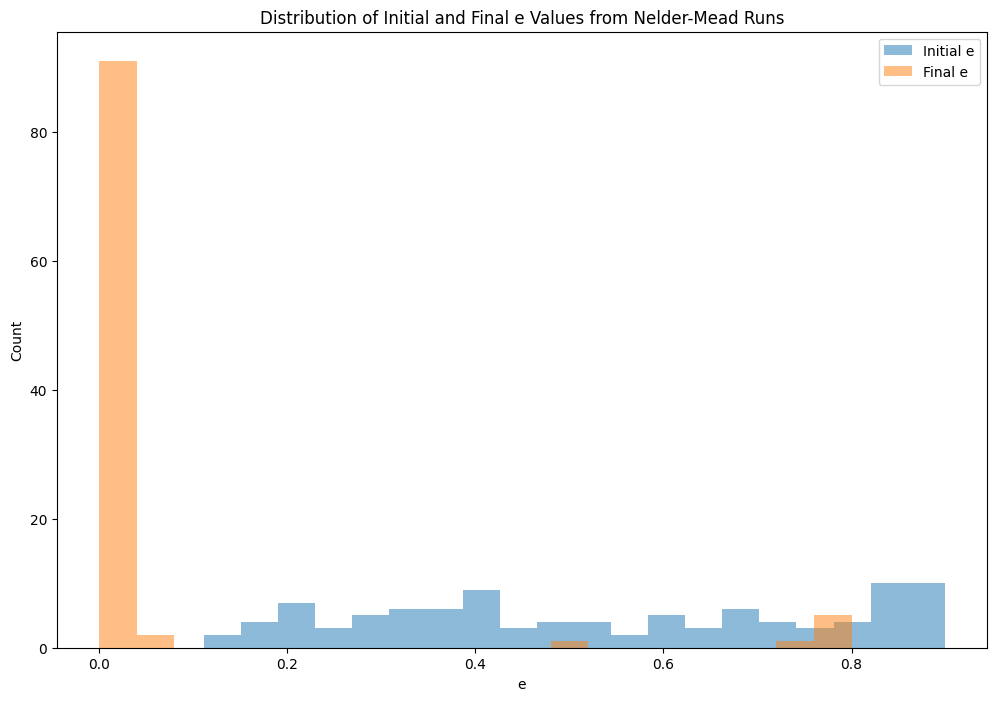 Distribution of Initial and Final e Values from Nelder-Mead Runs
Initial e
Final e
Count
80
60
40
20
0
0.0 0.2 0.4 0.6 0.8
e